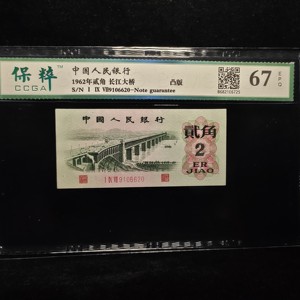 保粹
CCGA
中国人民银行
1962年贰角 长江大桥 凸版
S/N I IX VII9106620-Note guarantee
67
中国人民银行
贰角
2
ER
JIAO
I IX VII 9106620